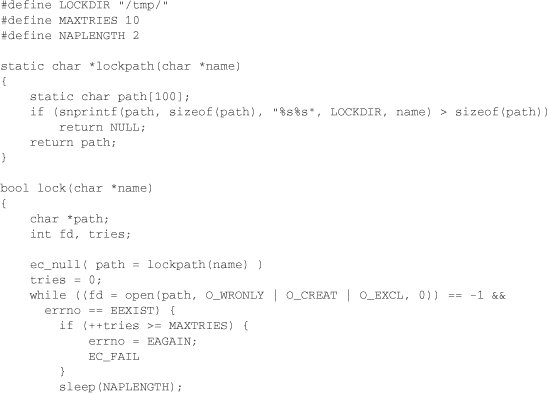 #define LOCKDIR "/tmp/"
#define MAXTRIES 10
#define NAPLENGTH 2
static char *lockpath(char *name)
{
static char path[100];
if (snprintf(path, sizeof(path), "%s%s", LOCKDIR, name) > sizeof(path))
return NULL;
return path;
}
bool lock(char *name)
{
char *path;
int fd, tries;
ec_null( path = lockpath(name) )
tries = 0;
while ((fd = open(path, O_WRONLY | O_CREAT | O_EXCL, 0)) == -1 &&
errno == EEXIST) {
if (++tries >= MAXTRIES) {
errno = EAGAIN;
EC_FAIL
}
sleep(NAPLENGTH);